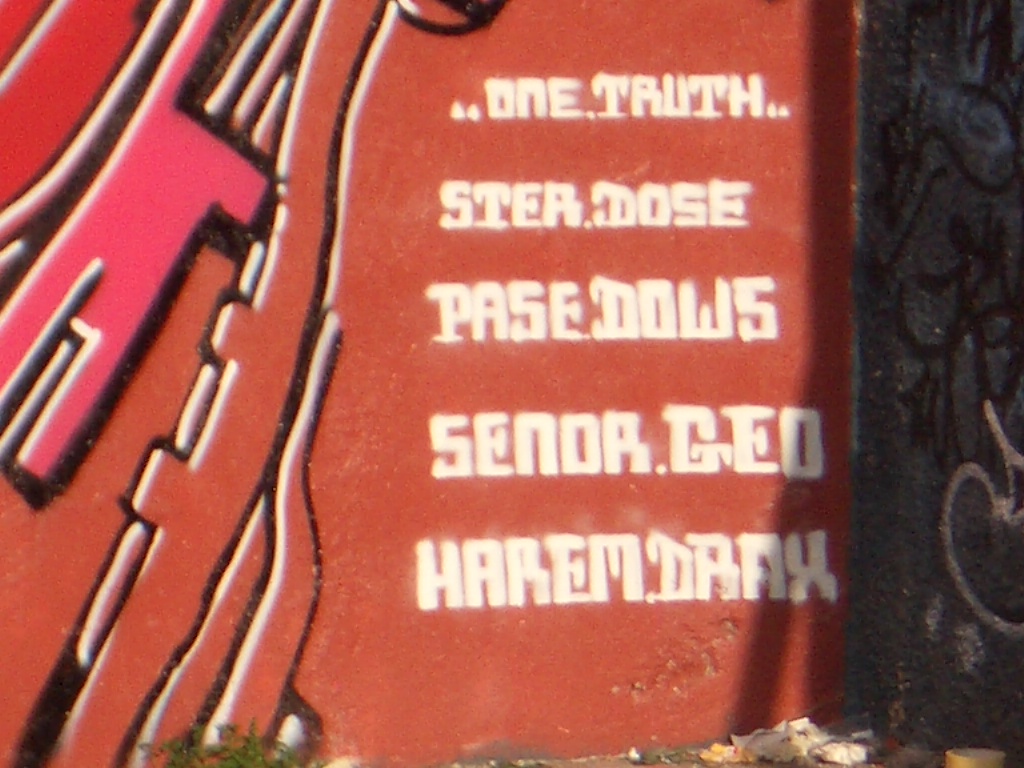 ..ONE.TRUTH..
STER.DOSE
PASE.DOWS
SENOR.GEO
HAREM.DRAX